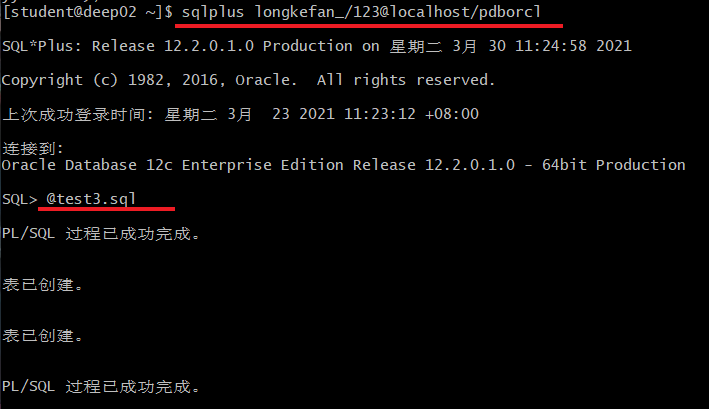 [student@deep02 ~]$ sqlplus longkefan_/123@localhost/pdborcl
SQL*Plus: Release 12.2.0.1.0 Production on 星期二 3月 30 11:24:58 2021
Copyright (c) 1982, 2016, Oracle.  All rights reserved.
上次成功登录时间: 星期二 3月  23 2021 11:23:12 +08:00
连接到:
Oracle Database 12c Enterprise Edition Release 12.2.0.1.0 - 64bit Production
SQL> @test3.sql
PL/SQL 过程已成功完成。
表已创建。
表已创建。
PL/SQL 过程已成功完成。